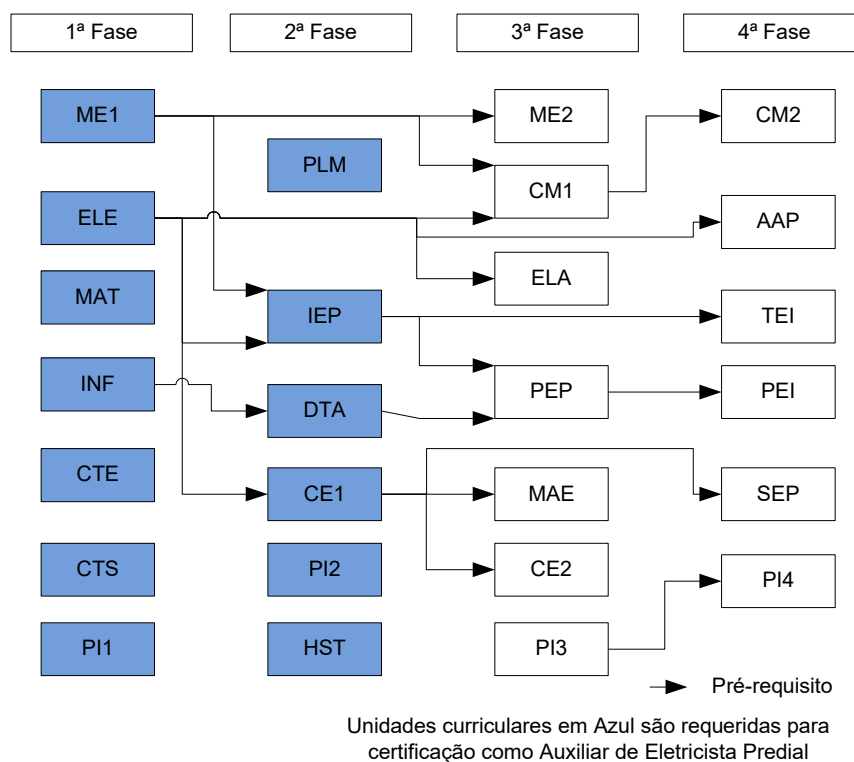 1ª Fase
2ª Fase
3ª Fase
4ª Fase
ME1
ME2
CM2
PLM
CM1
ELE
AAP
ELA
MAT
IEP
TEI
INF
DTA
PEP
PEI
CTE
CE1
MAE
SEP
CTS
PI2
CE2
PI4
PI1
HST
PI3
Pré-requisito
Unidades curriculares em Azul são requeridas para
certificação como Auxiliar de Eletricista Predial